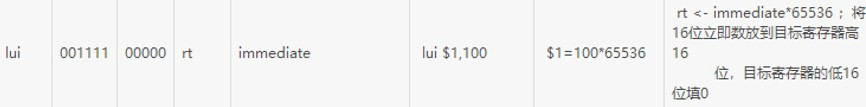 lui 001111 00000 rt immediate lui $1,100 $1=100*65536 rt <- immediate*65536 ；将
16位立即数放到目标寄存器高
16
位，目标寄存器的低16
位填0